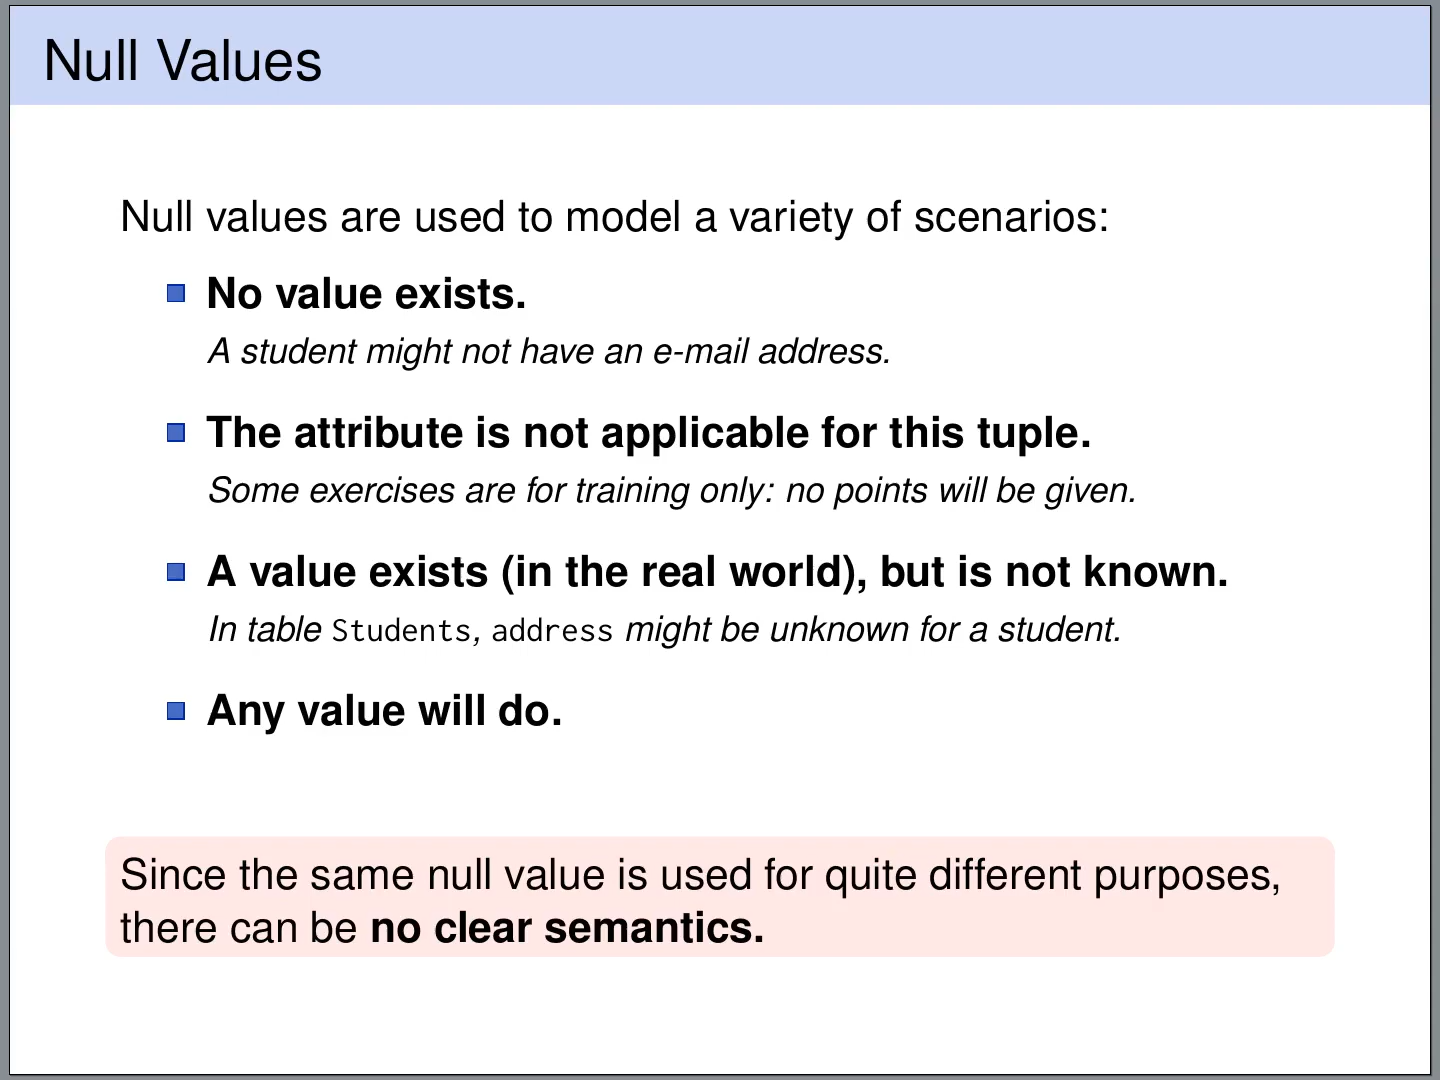 Null Values
Null values are used to model a variety of scenarios:
No value exists.
A student might not have an e-mail address.
The attribute is not applicable for this tuple.
Some exercises are for training only: no points will be given.
A value exists (in the real world), but is not known.
In table Students, address might be unknown for a student.
Any value will do.
Since the same null value is used for quite different purposes,
there can be no clear semantics.